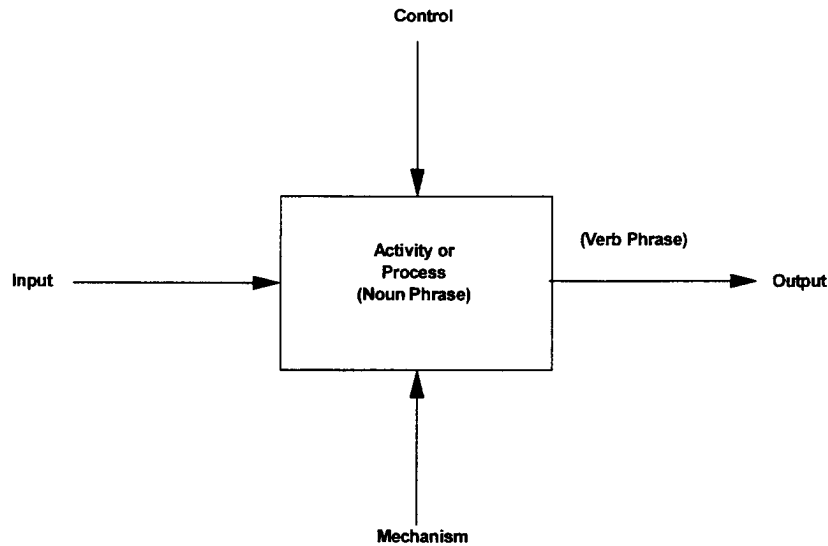 Control
Activity or
Process
(Noun Phrase)
(Verb Phrase)
Input
Output
Mechanism